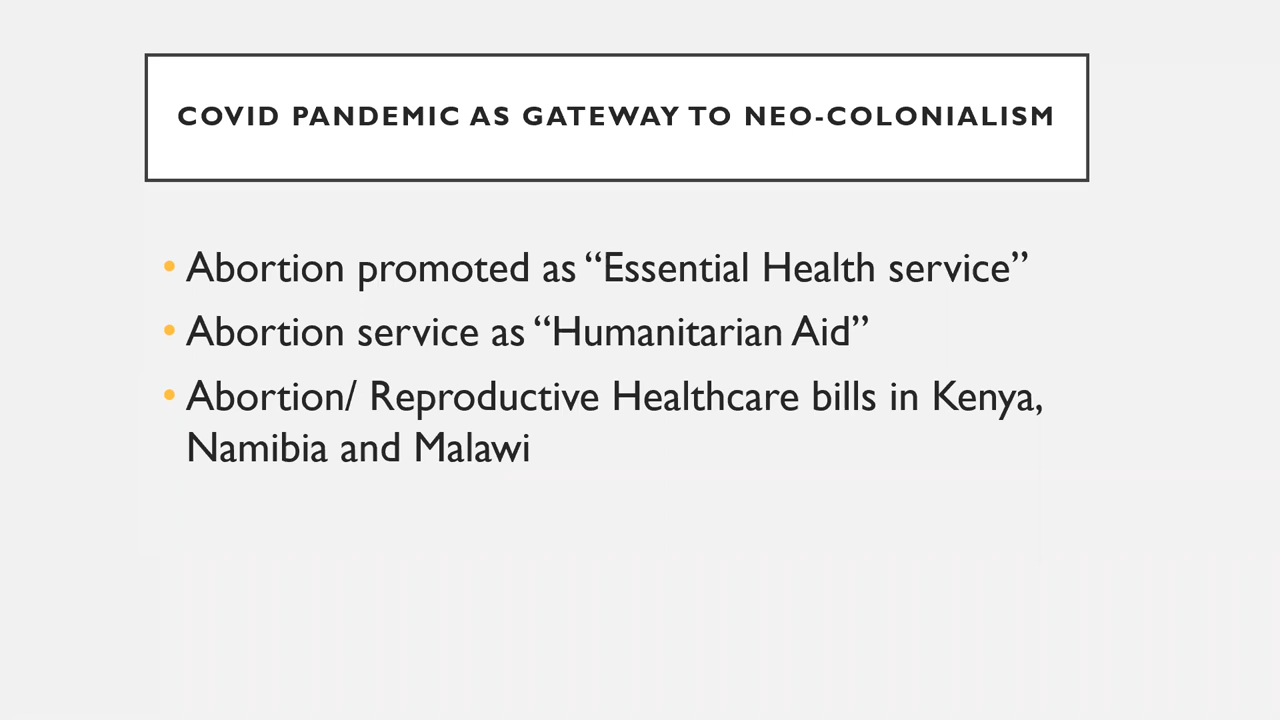 COVID PANDEMIC AS GATEWAY TO NEO-COLONIALISM
• Abortion promoted as “Essential Health service”
• Abortion service as “Humanitarian Aid”
• Abortion/ Reproductive Healthcare bills in Kenya,
Namibia and Malawi